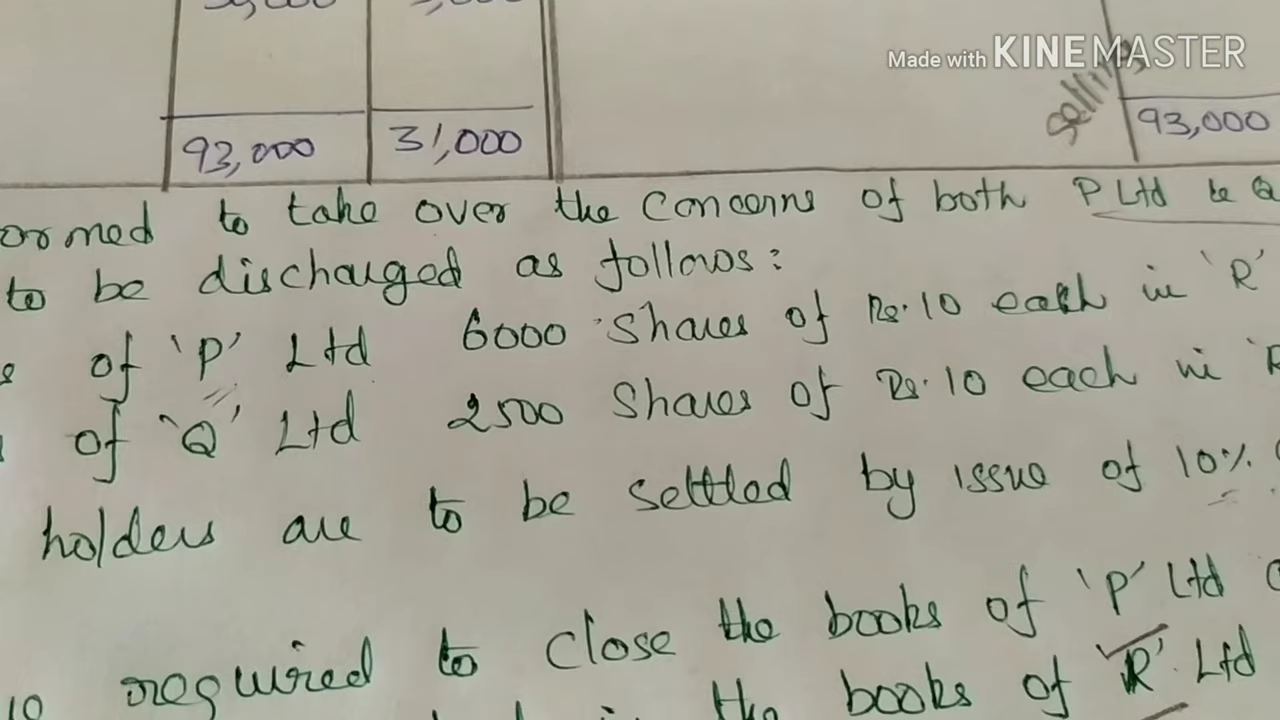 Made with KINEMASTER
selling
93,000 31,000 93,000
ormed to take over the concerns of both P Ltd & Q
to be discharged as follows:
of 'P' Ltd 6000 shares of Rs.10 each in 'R'
of 'Q' Ltd 2500 shares of Rs.10 each in 'R
holders are to be settled by issue of 10%
required to close the books of 'P' Ltd
the books of 'R' Ltd